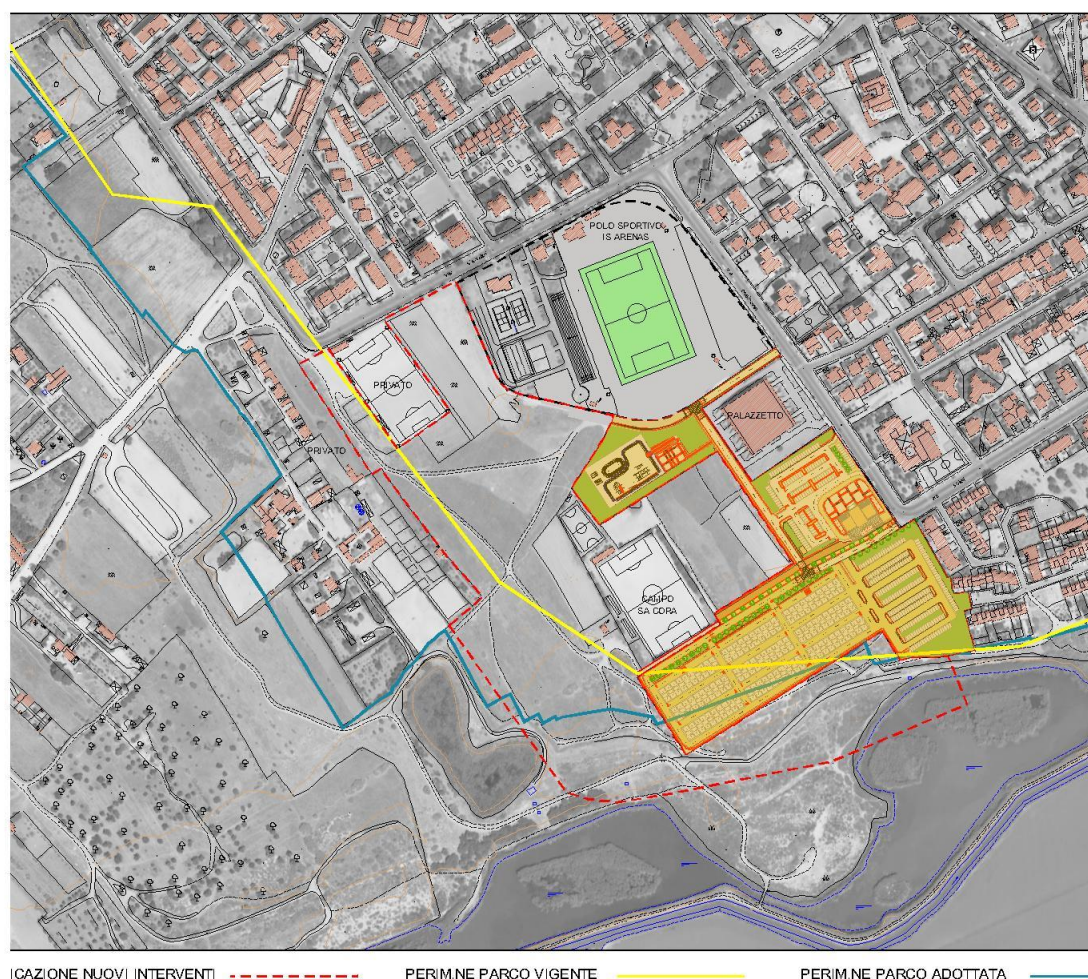 POLO SPORTIVO
IS ARENAS
PRIVATO
PALAZZETTO
PRIVATO
CAMPO
SA CORA
ICAZIONE NUOVI INTERVENTI
PERIM.NE PARCO VIGENTE
PERIM.NE PARCO ADOTTATA